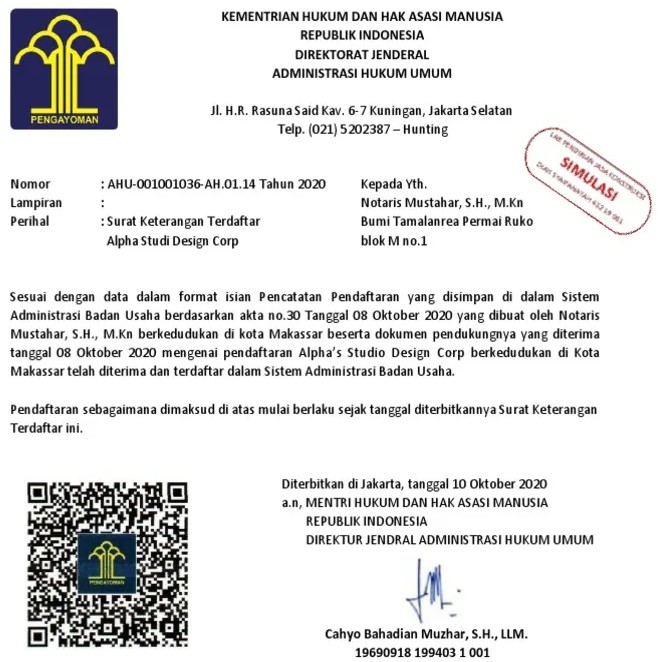 PENGAYOMAN
KEMENTRIAN HUKUM DAN HAK ASASI MANUSIA
REPUBLIK INDONESIA
DIREKTORAT JENDERAL
ADMINISTRASI HUKUM UMUM
Jl. H.R. Rasuna Said Kav. 6-7 Kuningan, Jakarta Selatan
Telp. (021) 5202387 – Hunting
LAB PENDIRIAN JASA KONSTRUKSI
SIMULASI
Nomor : AHU-001001036-AH.01.14 Tahun 2020
Lampiran :
Perihal : Surat Keterangan Terdaftar
Alpha Studi Design Corp
Kepada Yth.
Notaris Mustahar, S.H., M.Kn
Bumi Tamalanrea Permai Ruko
blok M no.1
Sesuai dengan data dalam format isian Pencatatan Pendaftaran yang disimpan di dalam Sistem
Administrasi Badan Usaha berdasarkan akta no.30 Tanggal 08 Oktober 2020 yang dibuat oleh Notaris
Mustahar, S.H., M.Kn berkedudukan di kota Makassar beserta dokumen pendukungnya yang diterima
tanggal 08 Oktober 2020 mengenai pendaftaran Alpha’s Studio Design Corp berkedudukan di Kota
Makassar telah diterima dan terdaftar dalam Sistem Administrasi Badan Usaha.
Pendaftaran sebagaimana dimaksud di atas mulai berlaku sejak tanggal diterbitkannya Surat Keterangan
Terdaftar ini.
PENGAYOMAN
Diterbitkan di Jakarta, tanggal 10 Oktober 2020
a.n, MENTRI HUKUM DAN HAK ASASI MANUSIA
REPUBLIK INDONESIA
DIREKTUR JENDRAL ADMINISTRASI HUKUM UMUM
Cahyo Bahadian Muzhar, S.H., LLM.
19690918 199403 1 001